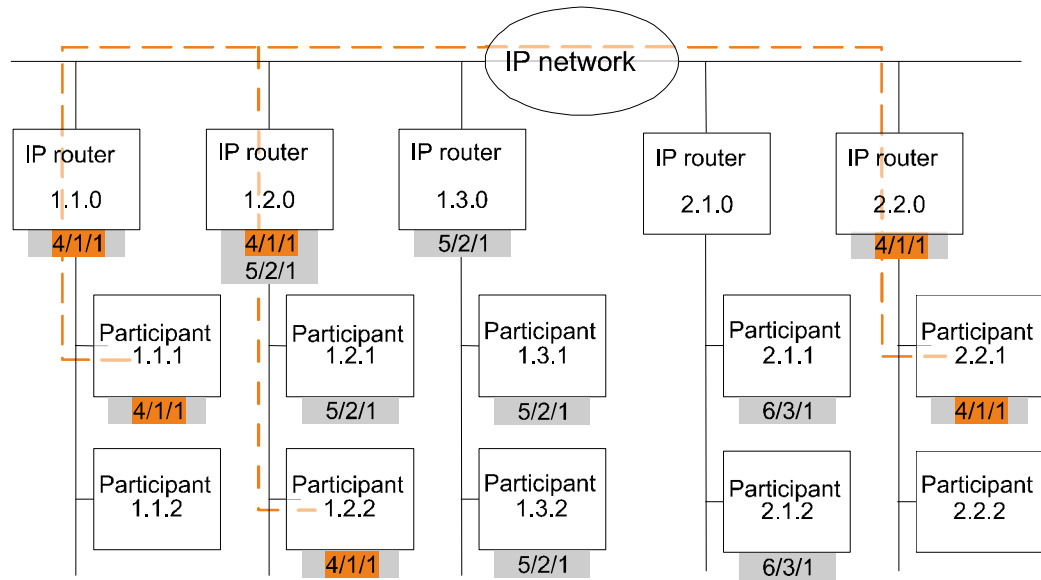 IP network
IP router
1.1.0
4/1/1
IP router
1.2.0
4/1/1
5/2/1
IP router
1.3.0
5/2/1
IP router
2.1.0
IP router
2.2.0
4/1/1
Participant
1.1.1
4/1/1
Participant
1.2.1
5/2/1
Participant
1.3.1
5/2/1
Participant
2.1.1
6/3/1
Participant
2.2.1
4/1/1
Participant
1.1.2
Participant
1.2.2
4/1/1
Participant
1.3.2
5/2/1
Participant
2.1.2
6/3/1
Participant
2.2.2